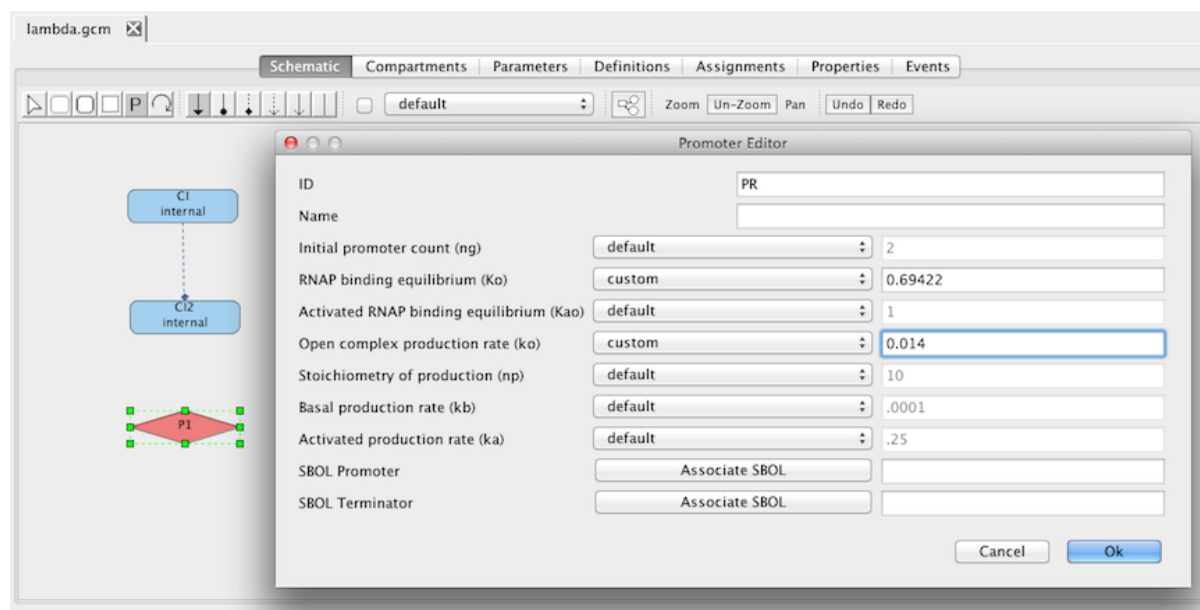 lambda.gcm
Schematic Compartments Parameters Definitions Assignments Properties Events
P default Zoom Un-Zoom Pan Undo Redo
Promoter Editor
ID PR
Name
Initial promoter count (ng) default 2
RNAP binding equilibrium (Ko) custom 0.69422
Activated RNAP binding equilibrium (Kao) default 1
Open complex production rate (ko) custom 0.014
Stoichiometry of production (np) default 10
Basal production rate (kb) default .0001
Activated production rate (ka) default .25
SBOL Promoter Associate SBOL
SBOL Terminator Associate SBOL
Cancel Ok
CI
internal
CI2
internal
P1